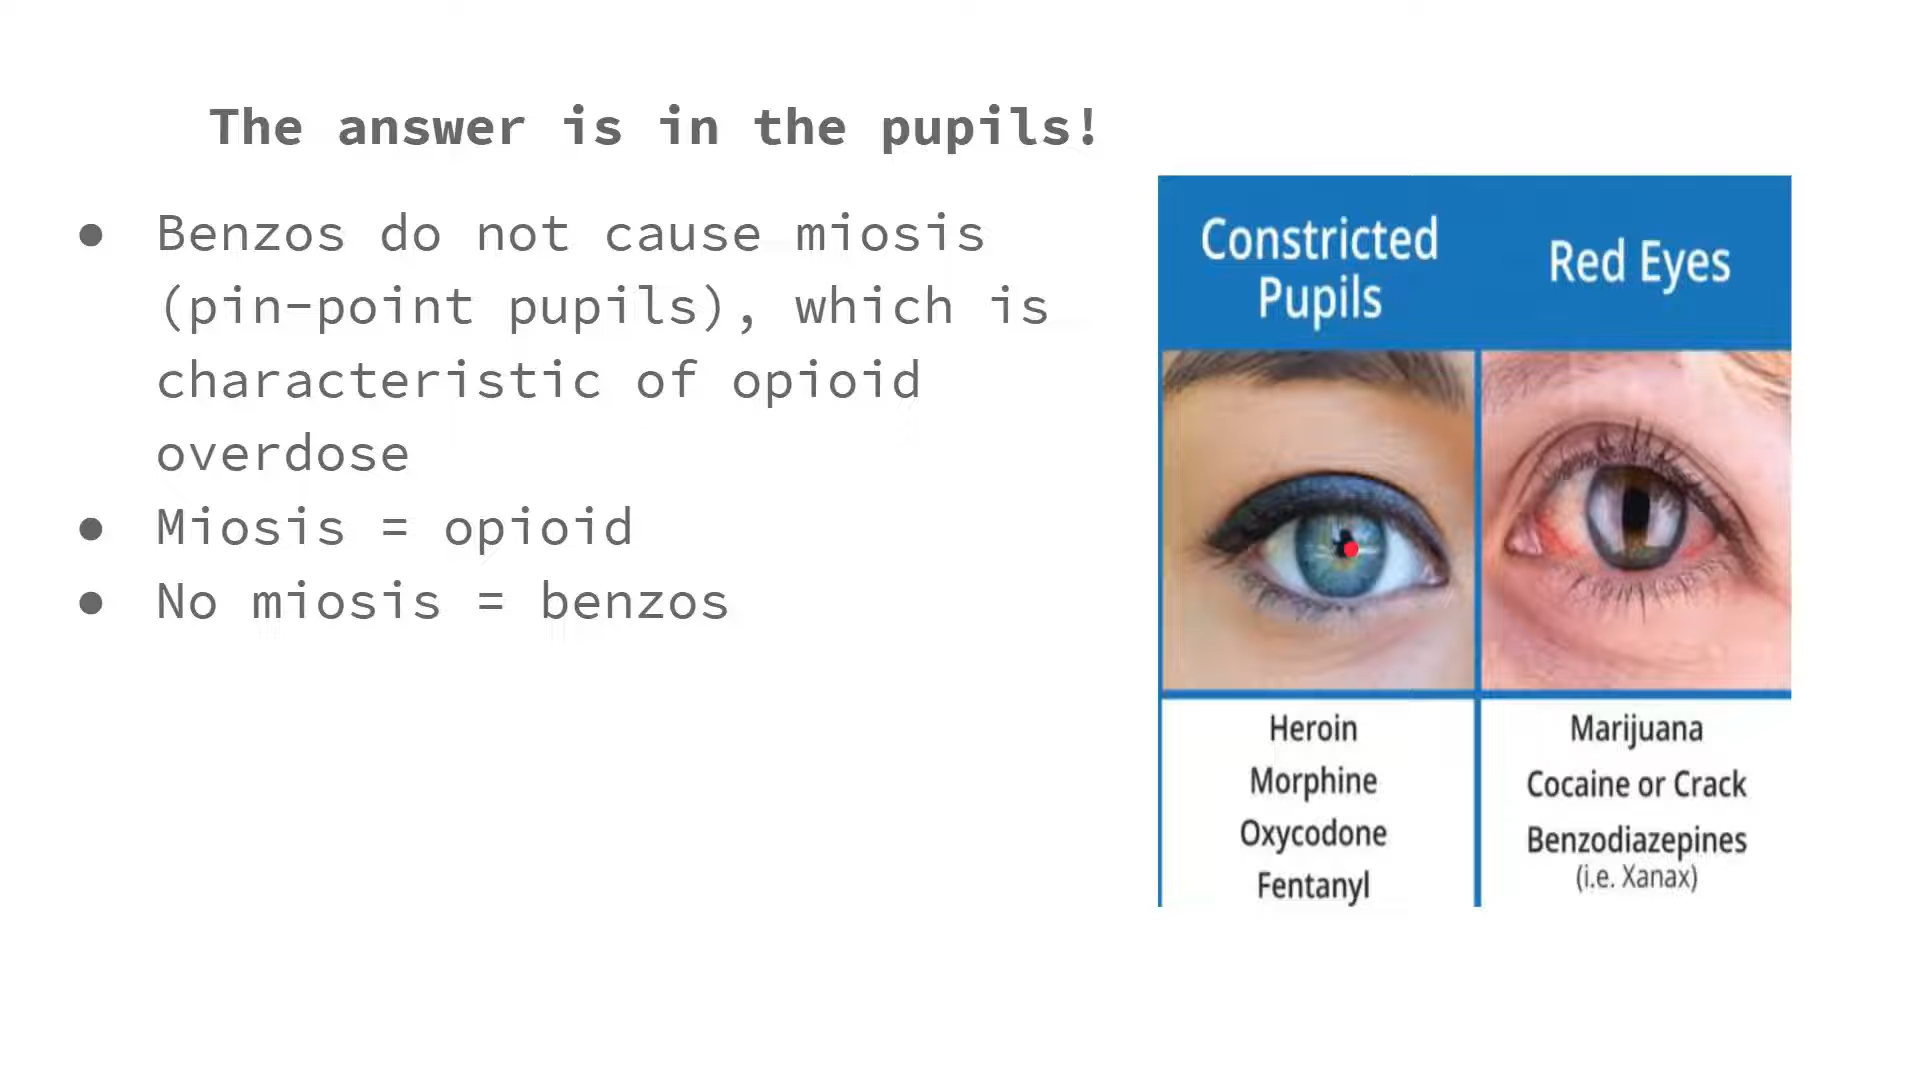 The answer is in the pupils!
● Benzos do not cause miosis
(pin-point pupils), which is
characteristic of opioid
overdose
● Miosis = opioid
● No miosis = benzos
Constricted
Pupils
Red Eyes
Heroin
Morphine
Oxycodone
Fentanyl
Marijuana
Cocaine or Crack
Benzodiazepines
(i.e. Xanax)